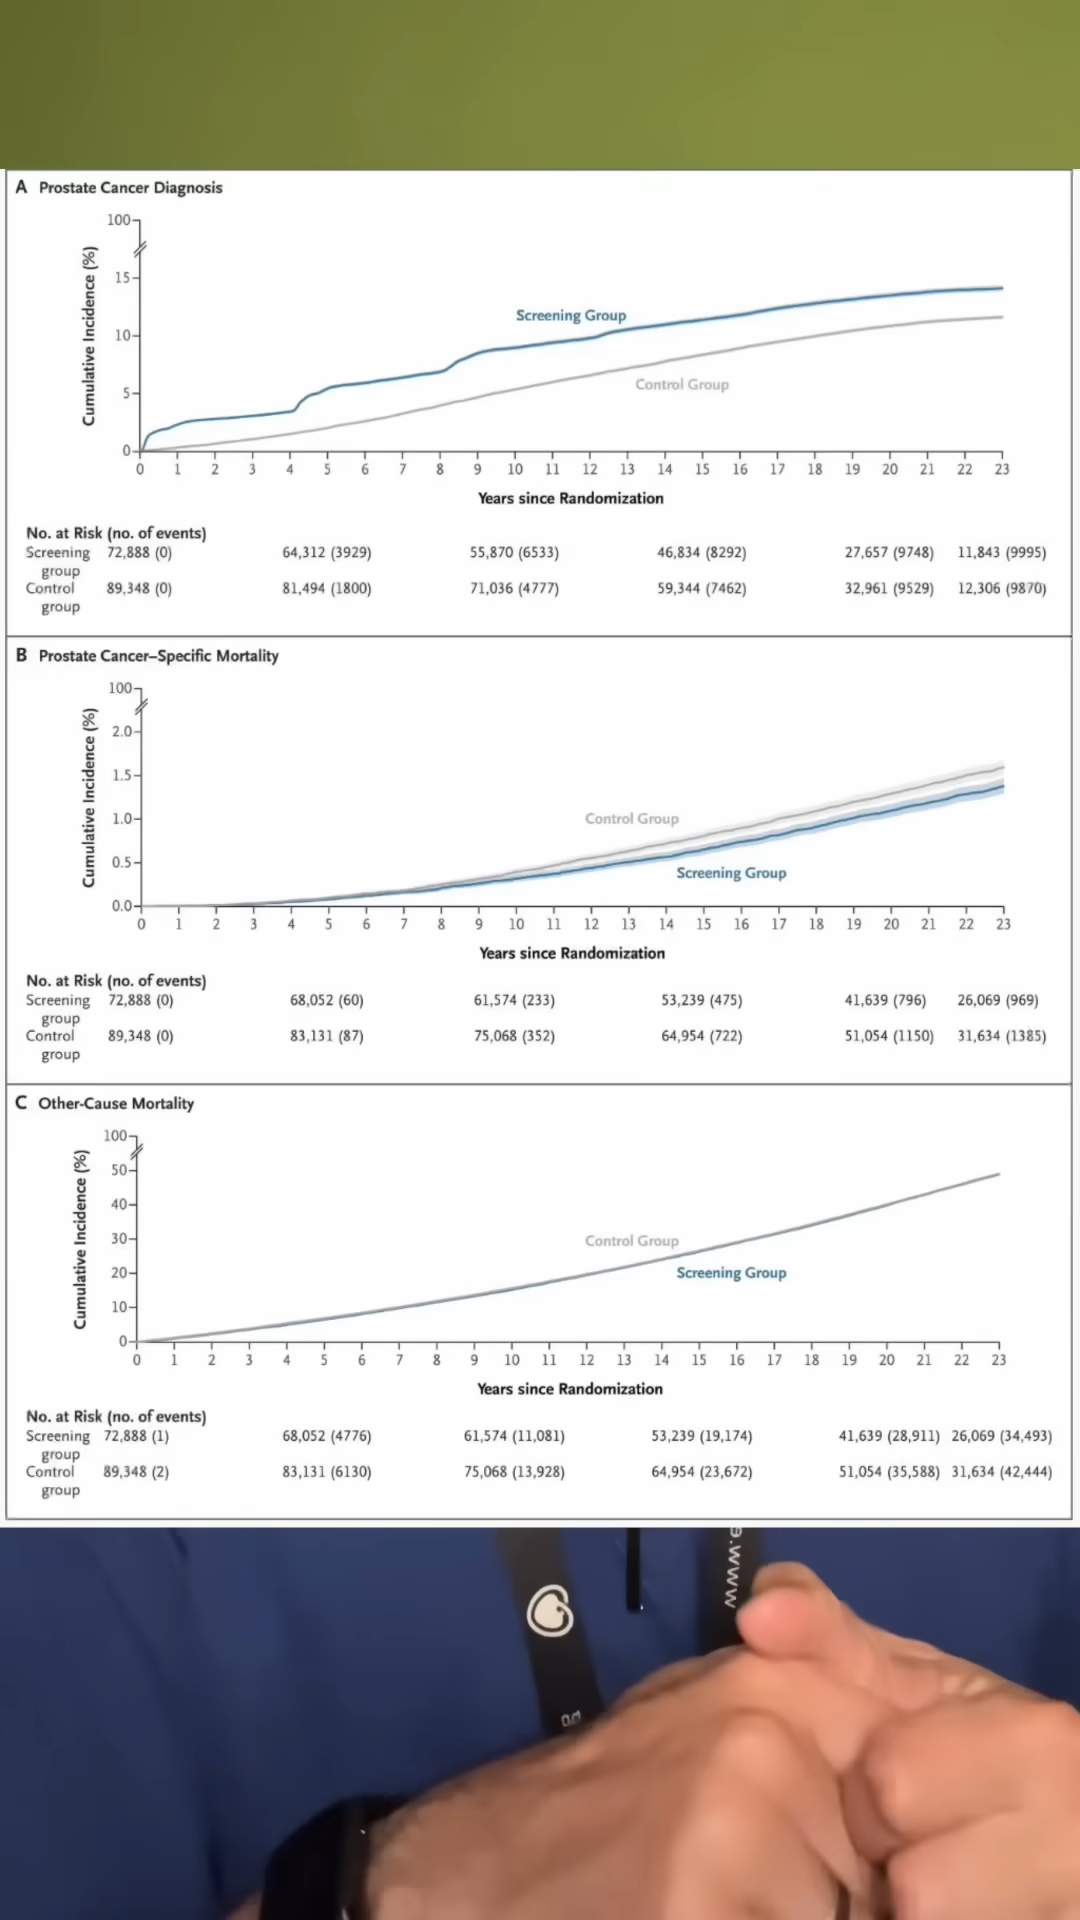 A Prostate Cancer Diagnosis
Cumulative Incidence (%)
100
15
10
5
0
Screening Group
Control Group
0 1 2 3 4 5 6 7 8 9 10 11 12 13 14 15 16 17 18 19 20 21 22 23
Years since Randomization
No. at Risk (no. of events)
Screening group 72,888 (0) 64,312 (3929) 55,870 (6533) 46,834 (8292) 27,657 (9748) 11,843 (9995)
Control group 89,348 (0) 81,494 (1800) 71,036 (4777) 59,344 (7462) 32,961 (9529) 12,306 (9870)
B Prostate Cancer–Specific Mortality
Cumulative Incidence (%)
100
2.0
1.5
1.0
0.5
0.0
Control Group
Screening Group
0 1 2 3 4 5 6 7 8 9 10 11 12 13 14 15 16 17 18 19 20 21 22 23
Years since Randomization
No. at Risk (no. of events)
Screening group 72,888 (0) 68,052 (60) 61,574 (233) 53,239 (475) 41,639 (796) 26,069 (969)
Control group 89,348 (0) 83,131 (87) 75,068 (352) 64,954 (722) 51,054 (1150) 31,634 (1385)
C Other-Cause Mortality
Cumulative Incidence (%)
100
50
40
30
20
10
0
Control Group
Screening Group
0 1 2 3 4 5 6 7 8 9 10 11 12 13 14 15 16 17 18 19 20 21 22 23
Years since Randomization
No. at Risk (no. of events)
Screening group 72,888 (1) 68,052 (4776) 61,574 (11,081) 53,239 (19,174) 41,639 (28,911) 26,069 (34,493)
Control group 89,348 (2) 83,131 (6130) 75,068 (13,928) 64,954 (23,672) 51,054 (35,588) 31,634 (42,444)
www.